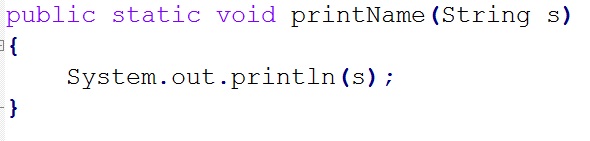 public static void printName(String s)
{
    System.out.println(s);
}